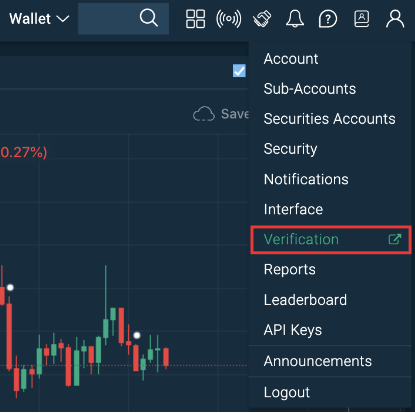 Wallet
Account
Sub-Accounts
Save
Securities Accounts
0.27%)
Security
Notifications
Interface
Verification
Reports
Leaderboard
API Keys
Announcements
Logout